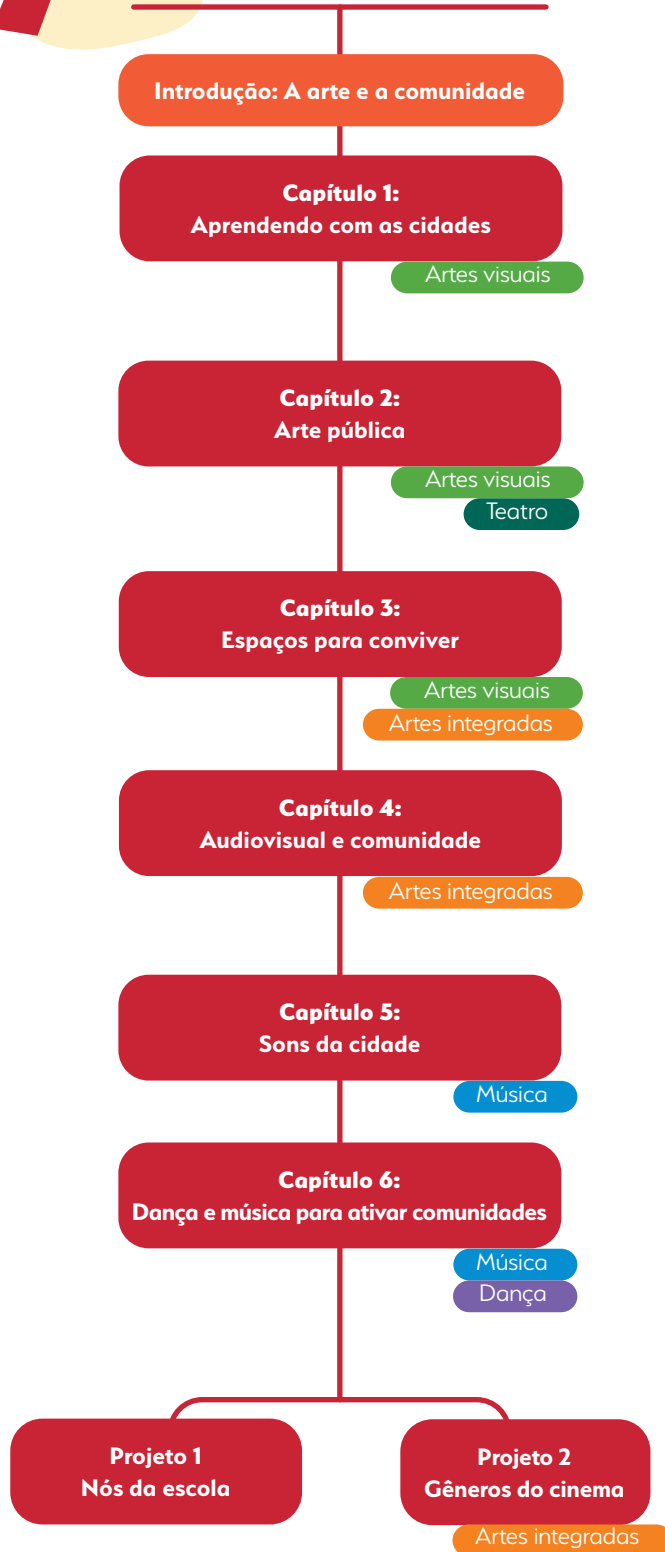 Introdução: A arte e a comunidade
Capítulo 1:
Aprendendo com as cidades
Artes visuais
Capítulo 2:
Arte pública
Artes visuais
Teatro
Capítulo 3:
Espaços para conviver
Artes visuais
Artes integradas
Capítulo 4:
Audiovisual e comunidade
Artes integradas
Capítulo 5:
Sons da cidade
Música
Capítulo 6:
Dança e música para ativar comunidades
Música
Dança
Projeto 1
Nós da escola
Projeto 2
Gêneros do cinema
Artes integradas